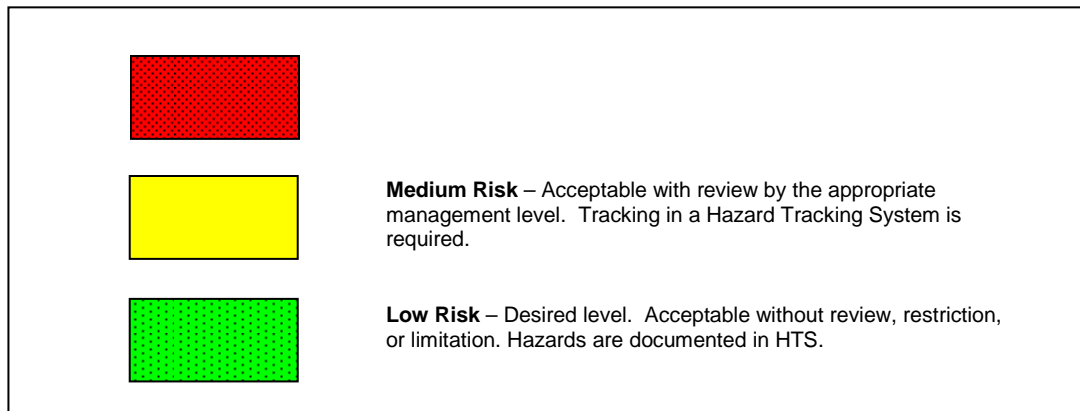 Medium Risk – Acceptable with review by the appropriate
management level.  Tracking in a Hazard Tracking System is
required.
Low Risk – Desired level.  Acceptable without review, restriction,
or limitation. Hazards are documented in HTS.